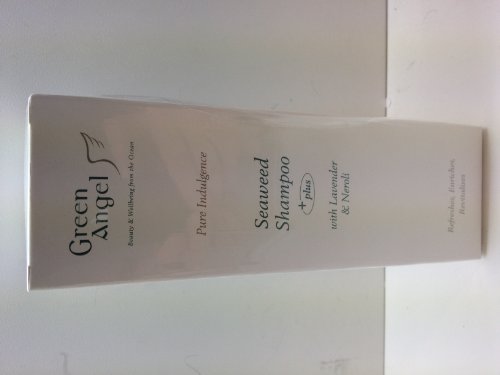 Green
Angel
Beauty & Wellbeing from the Ocean
Pure Indulgence
Seaweed
Shampoo
+ plus
with Lavender
& Neroli
Refreshes, Enriches,
Revitalises